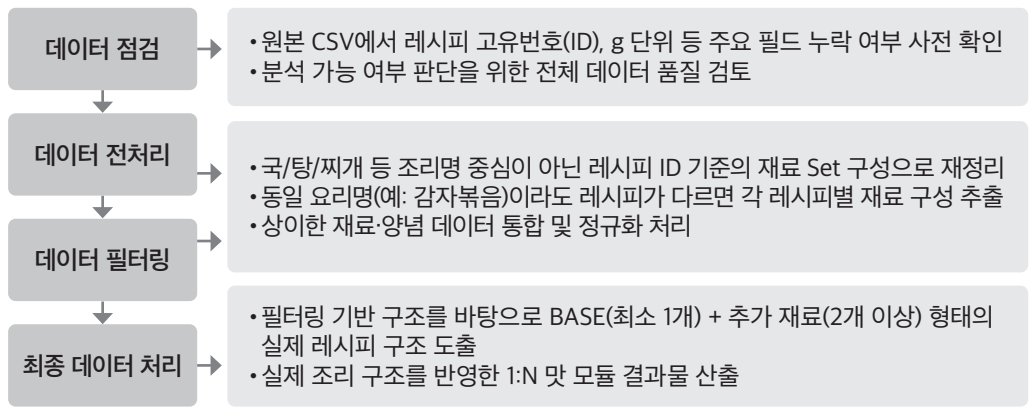 데이터 점검
•원본 CSV에서 레시피 고유번호(ID), g 단위 등 주요 필드 누락 여부 사전 확인
•분석 가능 여부 판단을 위한 전체 데이터 품질 검토
데이터 전처리
•국/탕/찌개 등 조리명 중심이 아닌 레시피 ID 기준의 재료 Set 구성으로 재정리
•동일 요리명(예: 감자볶음)이라도 레시피가 다르면 각 레시피별 재료 구성 추출
•상이한 재료·양념 데이터 통합 및 정규화 처리
데이터 필터링
최종 데이터 처리
•필터링 기반 구조를 바탕으로 BASE(최소 1개) + 추가 재료(2개 이상) 형태의
실제 레시피 구조 도출
•실제 조리 구조를 반영한 1:N 맛 모듈 결과물 산출